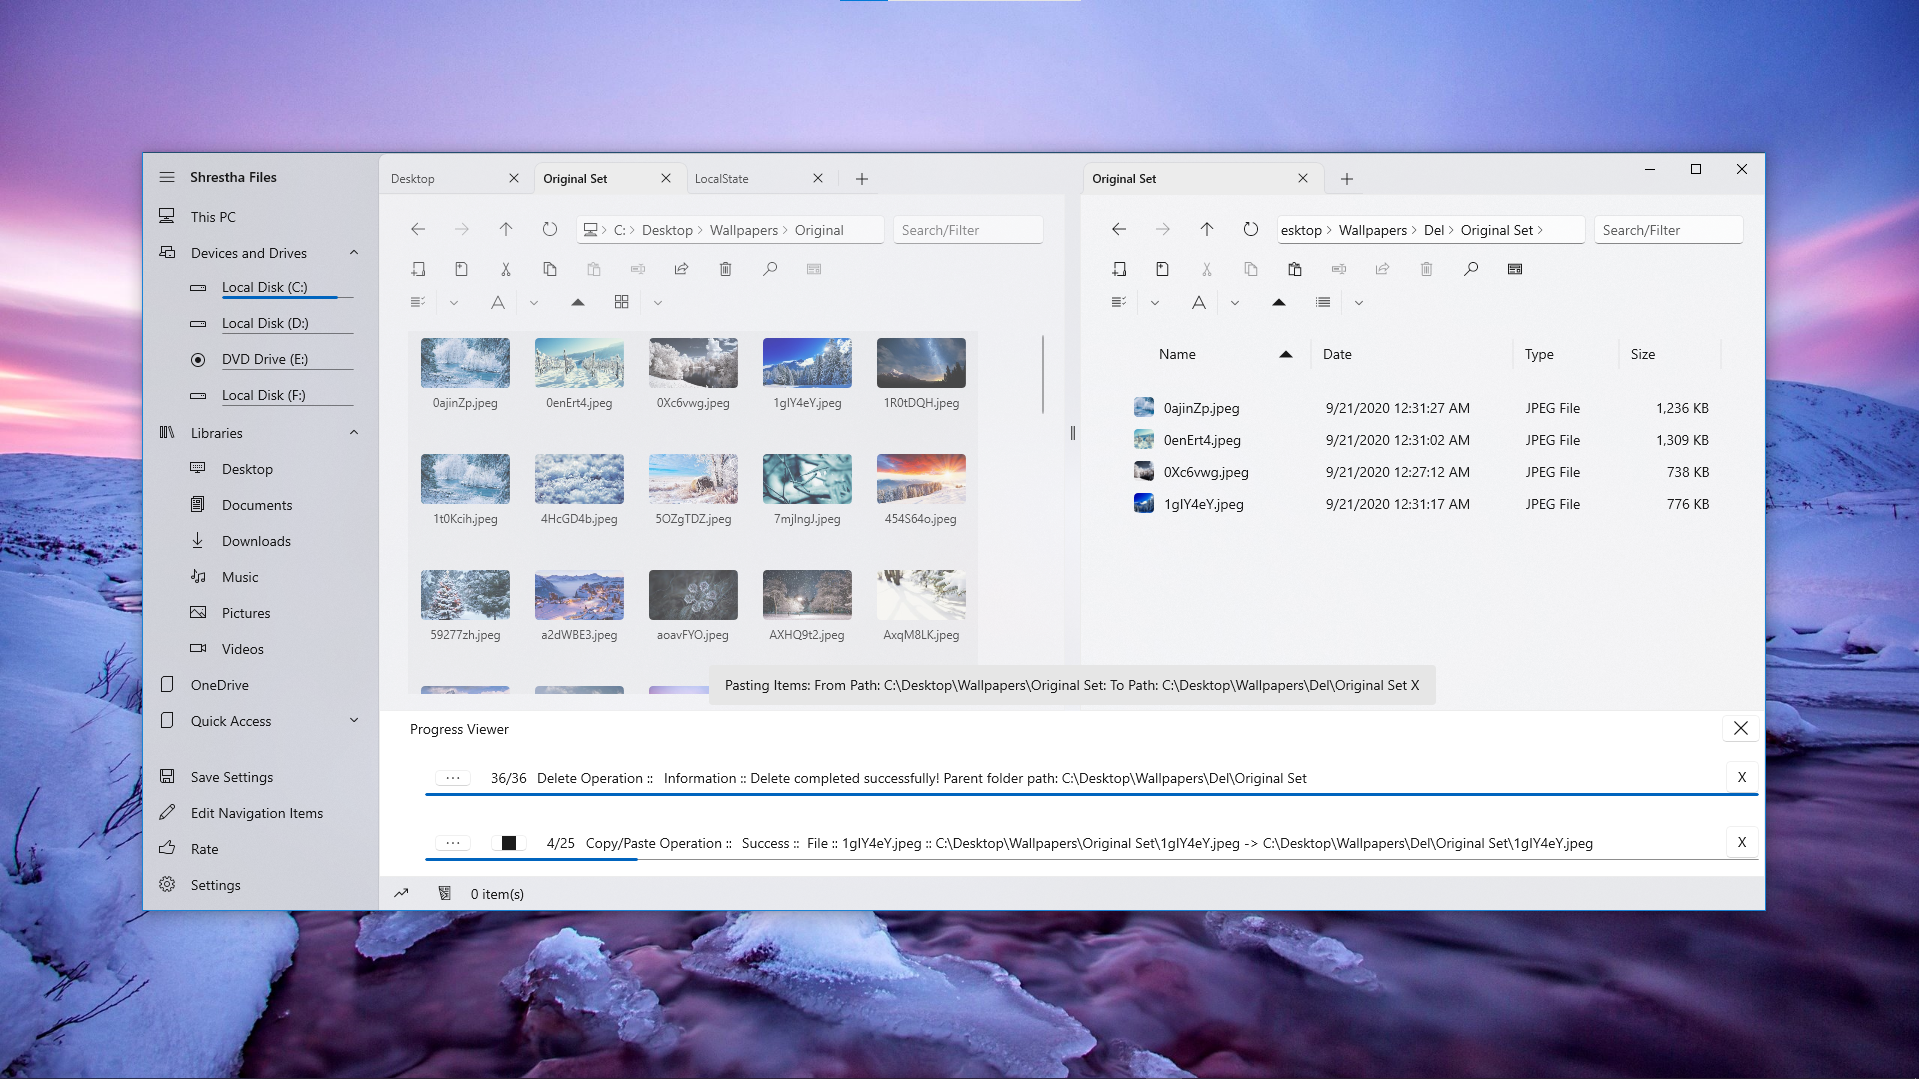 Shrestha Files
This PC
Devices and Drives
Local Disk (C:)
Local Disk (D:)
DVD Drive (E:)
Local Disk (F:)
Libraries
Desktop
Documents
Downloads
Music
Pictures
Videos
OneDrive
Quick Access
Save Settings
Edit Navigation Items
Rate
Settings
Desktop
Original Set
LocalState
C: Desktop Wallpapers Original
Search/Filter
0ajinZp.jpeg 0enErt4.jpeg 0Xc6vwg.jpeg 1gIY4eY.jpeg 1R0tDQH.jpeg
1t0Kcih.jpeg 4HcGD4b.jpeg 5OZgTDZ.jpeg 7mjlngJ.jpeg 454S64o.jpeg
59277zh.jpeg a2dWBE3.jpeg aoavFYO.jpeg AXHQ9t2.jpeg AxqM8LK.jpeg
Original Set
esktop Wallpapers Del Original Set
Search/Filter
Name Date Type Size
0ajinZp.jpeg 9/21/2020 12:31:27 AM JPEG File 1,236 KB
0enErt4.jpeg 9/21/2020 12:31:02 AM JPEG File 1,309 KB
0Xc6vwg.jpeg 9/21/2020 12:27:12 AM JPEG File 738 KB
1gIY4eY.jpeg 9/21/2020 12:31:17 AM JPEG File 776 KB
Pasting Items: From Path: C:\Desktop\Wallpapers\Original Set: To Path: C:\Desktop\Wallpapers\Del\Original Set X
Progress Viewer
36/36 Delete Operation :: Information :: Delete completed successfully! Parent folder path: C:\Desktop\Wallpapers\Del\Original Set X
4/25 Copy/Paste Operation :: Success :: File :: 1gIY4eY.jpeg :: C:\Desktop\Wallpapers\Original Set\1gIY4eY.jpeg -> C:\Desktop\Wallpapers\Del\Original Set\1gIY4eY.jpeg X
0 item(s)